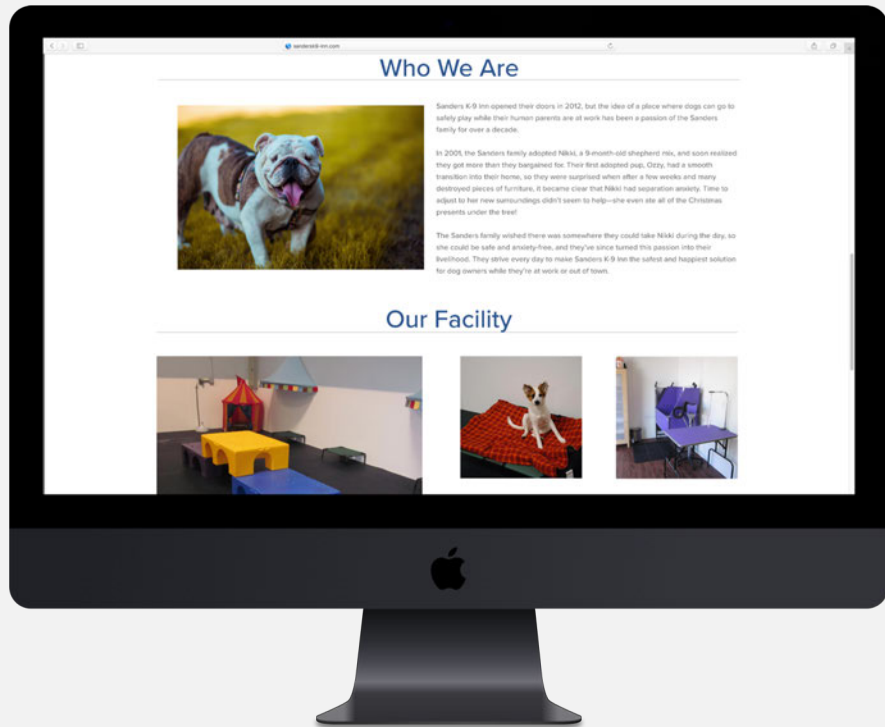 sandersk9-inn.com
Who We Are
Sanders K-9 Inn opened their doors in 2012, but the idea of a place where dogs can go to
safely play while their human parents are at work has been a passion of the Sanders
family for over a decade.
In 2001, the Sanders family adopted Nikki, a 9-month-old shepherd mix, and soon realized
they got more than they bargained for. Their first adopted pup, Ozzy, had a smooth
transition into their home, so they were surprised when after a few weeks and many
destroyed pieces of furniture, it became clear that Nikki had separation anxiety. Time to
adjust to her new surroundings didn't seem to help—she even ate all of the Christmas
presents under the tree!
The Sanders family wished there was somewhere they could take Nikki during the day, so
she could be safe and anxiety-free, and they've since turned this passion into their
livelihood. They strive every day to make Sanders K-9 Inn the safest and happiest solution
for dog owners while they're at work or out of town.
Our Facility